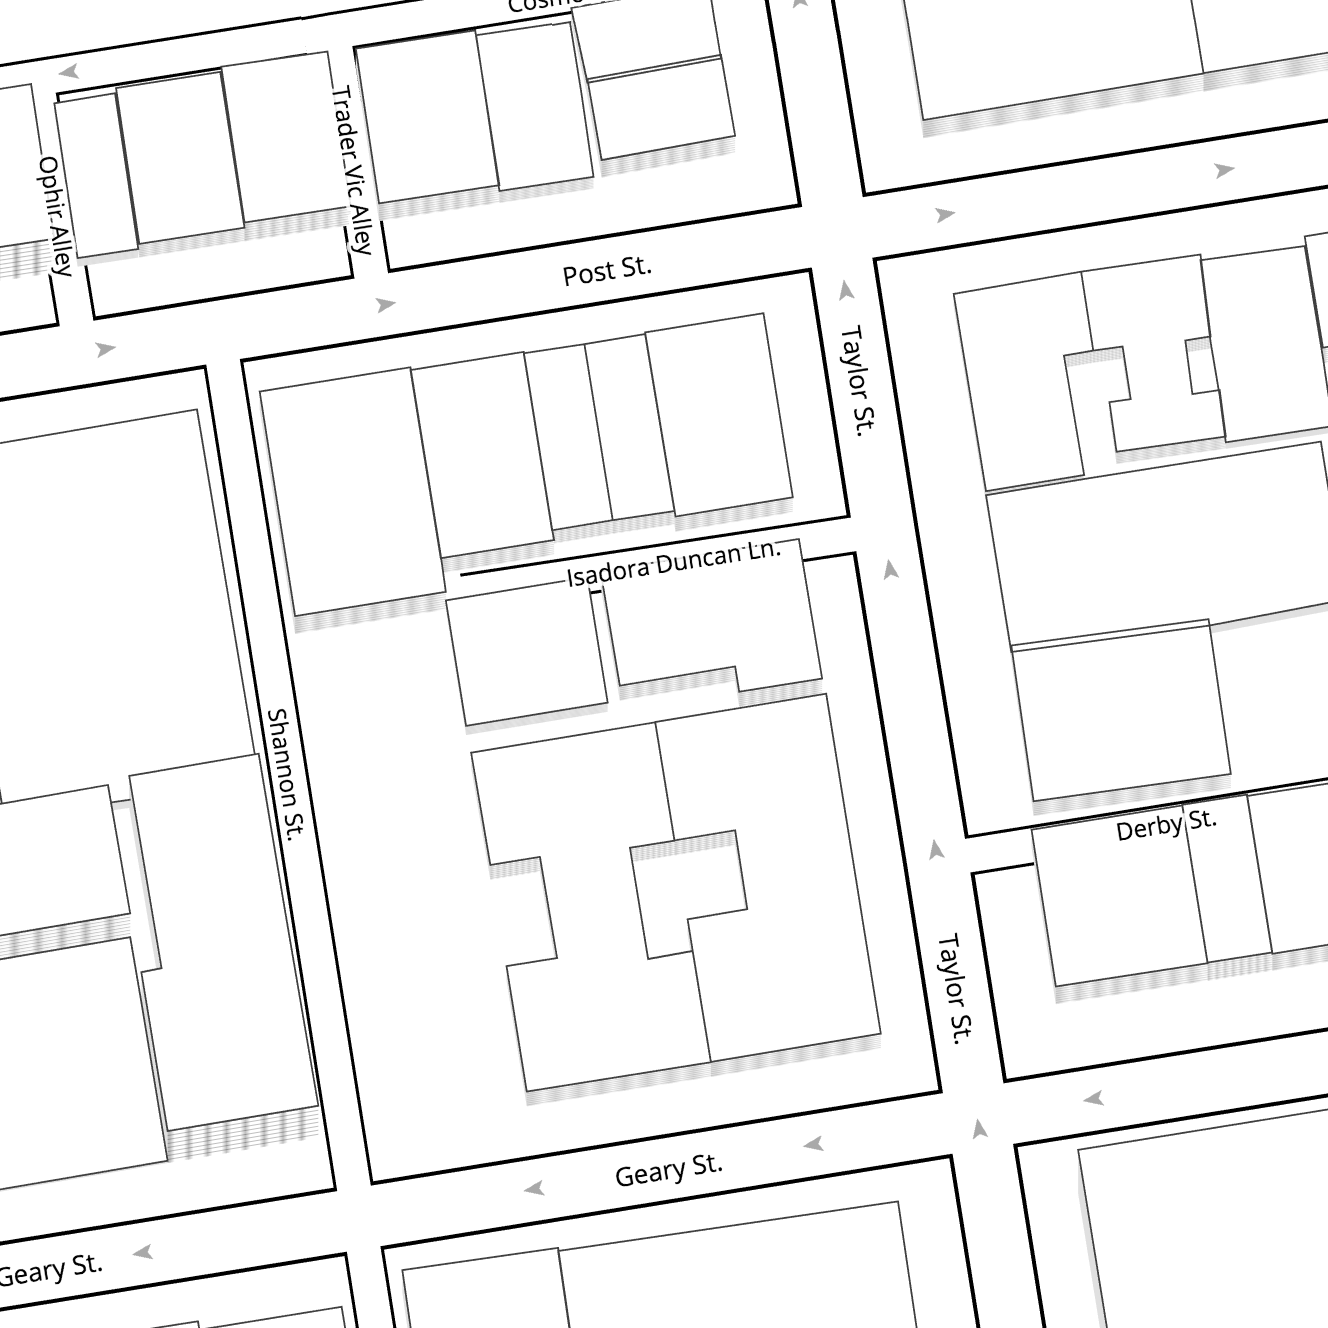 Trader Vic Alley
Ophir Alley
Post St.
Taylor St.
Isadora Duncan Ln.
Shannon St.
Derby St.
Taylor St.
Geary St.
Geary St.